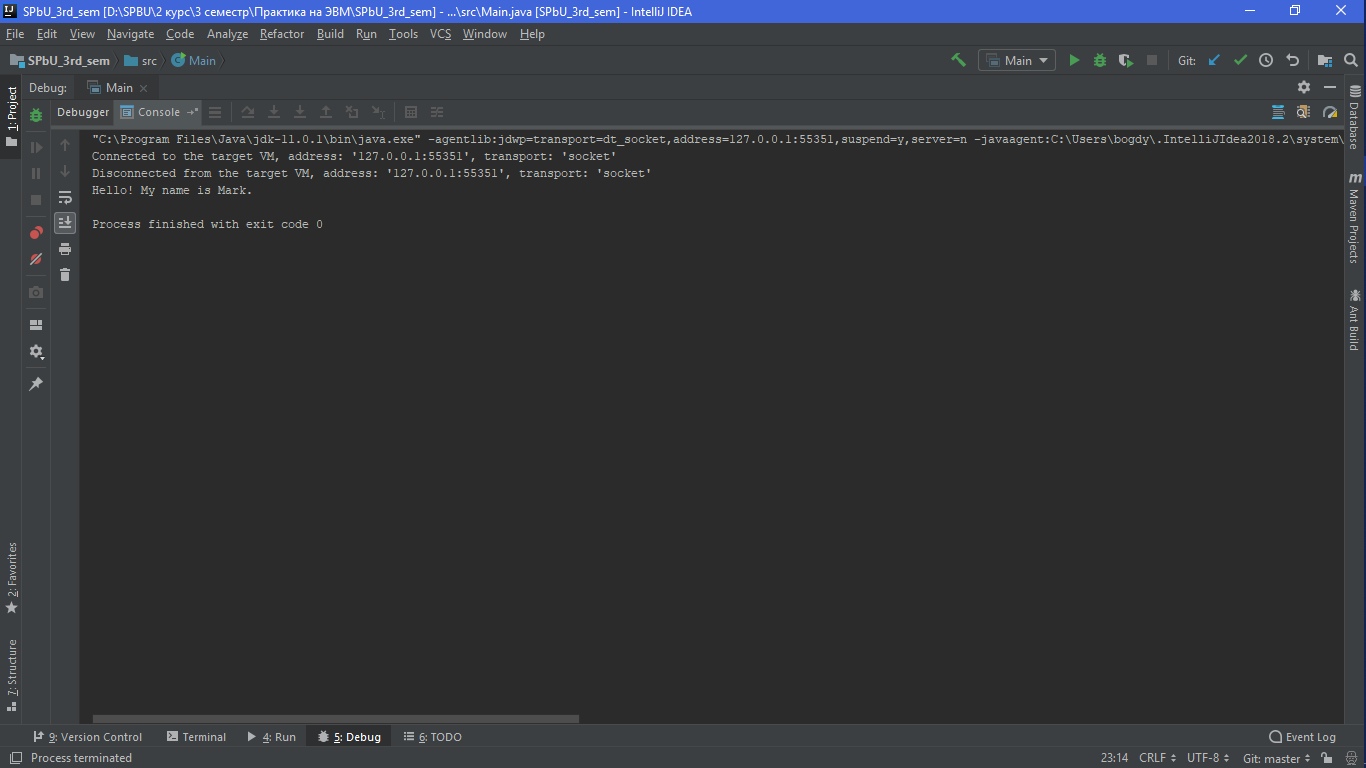 SPbU_3rd_sem [D:\SPBU\2 курс\3 семестр\Практика на ЭВМ\SPbU_3rd_sem] - ...\src\Main.java [SPbU_3rd_sem] - IntelliJ IDEA
File Edit View Navigate Code Analyze Refactor Build Run Tools VCS Window Help
SPbU_3rd_sem src Main Main Git:
Debug: Main
Debugger Console
"C:\Program Files\Java\jdk-11.0.1\bin\java.exe" -agentlib:jdwp=transport=dt_socket,address=127.0.0.1:55351,suspend=y,server=n -javaagent:C:\Users\bogdy\.IntelliJIdea2018.2\system\
Connected to the target VM, address: '127.0.0.1:55351', transport: 'socket'
Disconnected from the target VM, address: '127.0.0.1:55351', transport: 'socket'
Hello! My name is Mark.
Process finished with exit code 0
1: Project
2: Favorites
7: Structure
Database
Maven Projects
Ant Build
9: Version Control Terminal 4: Run 5: Debug 6: TODO Event Log
Process terminated 23:14 CRLF UTF-8 Git: master